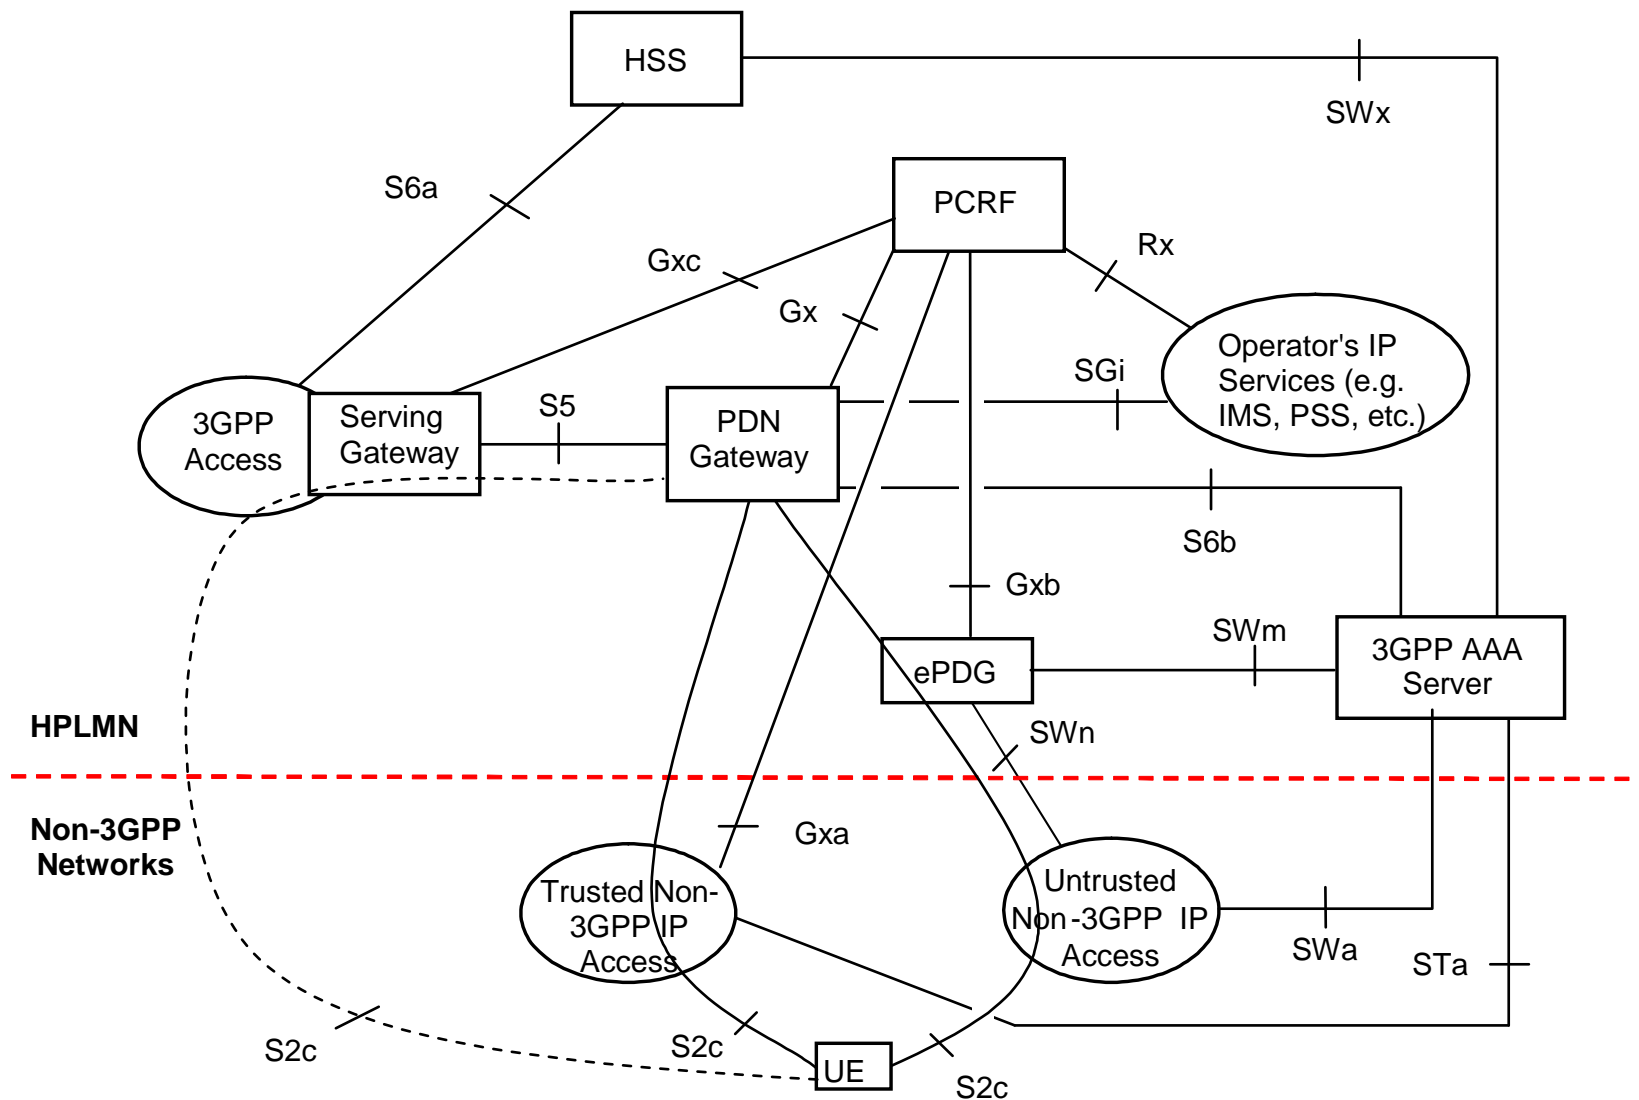 HSS
SWx
S6a
PCRF
Rx
Gxc
Gx
Operator's IP
Services (e.g.
IMS, PSS, etc.)
SGi
3GPP
Access
Serving
Gateway
S5
PDN
Gateway
S6b
Gxb
SWm
ePDG
3GPP AAA
Server
HPLMN
SWn
Non-3GPP
Networks
Gxa
Trusted Non-
3GPP IP
Access
Untrusted
Non-3GPP IP
Access
SWa
STa
S2c
S2c
UE
S2c